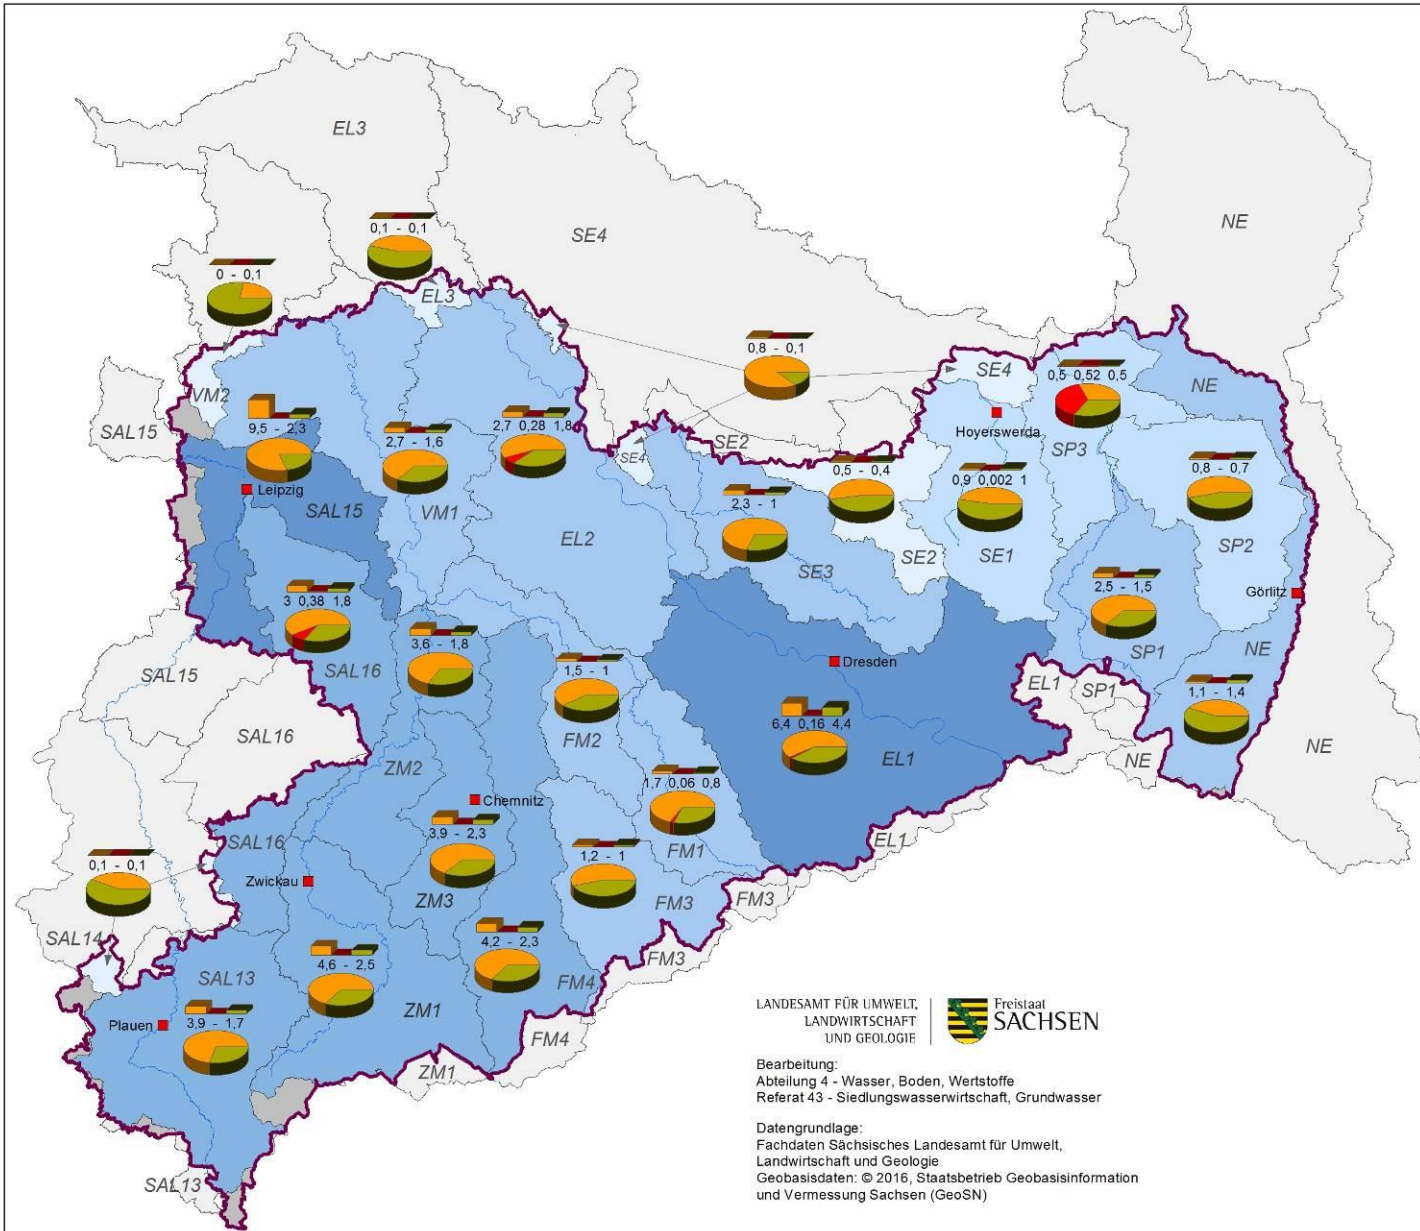 EL3
NE
SE4
0,1 - 0,1
0 - 0,1
EL3
0,8 - 0,1
SE4
0,5 0,52 0,5
NE
VM2
SAL15
9,5 - 2,3
2,7 - 1,6
2,7 0,28 1,8
SE2
SE4
Hoyerswerda
SP3
0,5 - 0,4
0,9 0,002 1
0,8 - 0,7
Leipzig
SAL15
VM1
EL2
2,3 - 1
SE3
SE2
SE1
SP2
2,5 - 1,5
Görlitz
3 0,38 1,8
3,6 - 1,8
SAL15
SAL16
1,5 - 1
Dresden
SP1
NE
EL1
SP1
1,1 - 1,4
6,4 0,16 4,4
SAL16
ZM2
FM2
EL1
NE
NE
1,7 0,06 0,8
Chemnitz
3,9 - 2,3
SAL16
1,2 - 1
FM1
EL1
0,1 - 0,1
Zwickau
ZM3
FM3
FM3
SAL14
4,2 - 2,3
4,6 - 2,5
SAL13
FM3
FM4
ZM1
Plauen
3,9 - 1,7
FM4
ZM1
SAL13
LANDESAMT FÜR UMWELT,
LANDWIRTSCHAFT
UND GEOLOGIE
Freistaat
SACHSEN
Bearbeitung:
Abteilung 4 - Wasser, Boden, Wertstoffe
Referat 43 - Siedlungswasserwirtschaft, Grundwasser
Datengrundlage:
Fachdaten Sächsisches Landesamt für Umwelt,
Landwirtschaft und Geologie
Geobasisdaten: © 2016, Staatsbetrieb Geobasisinformation
und Vermessung Sachsen (GeoSN)